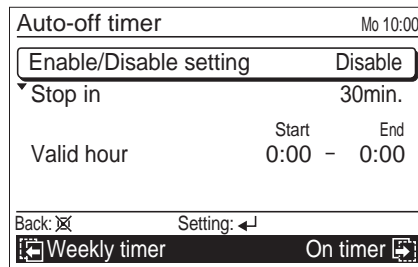 Auto-off timer Mo 10:00
Enable/Disable setting Disable
Stop in 30min.
Start End
Valid hour 0:00 – 0:00
Back: Setting:
Weekly timer On timer